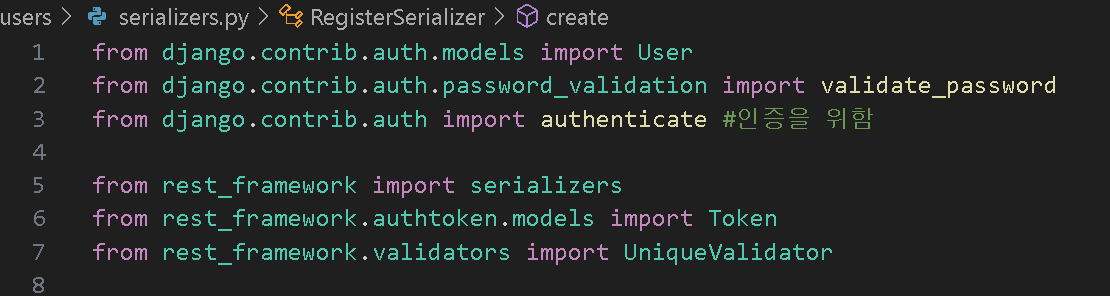 users > serializers.py > RegisterSerializer > create
1 from django.contrib.auth.models import User
2 from django.contrib.auth.password_validation import validate_password
3 from django.contrib.auth import authenticate #인증을 위함
4
5 from rest_framework import serializers
6 from rest_framework.authtoken.models import Token
7 from rest_framework.validators import UniqueValidator
8